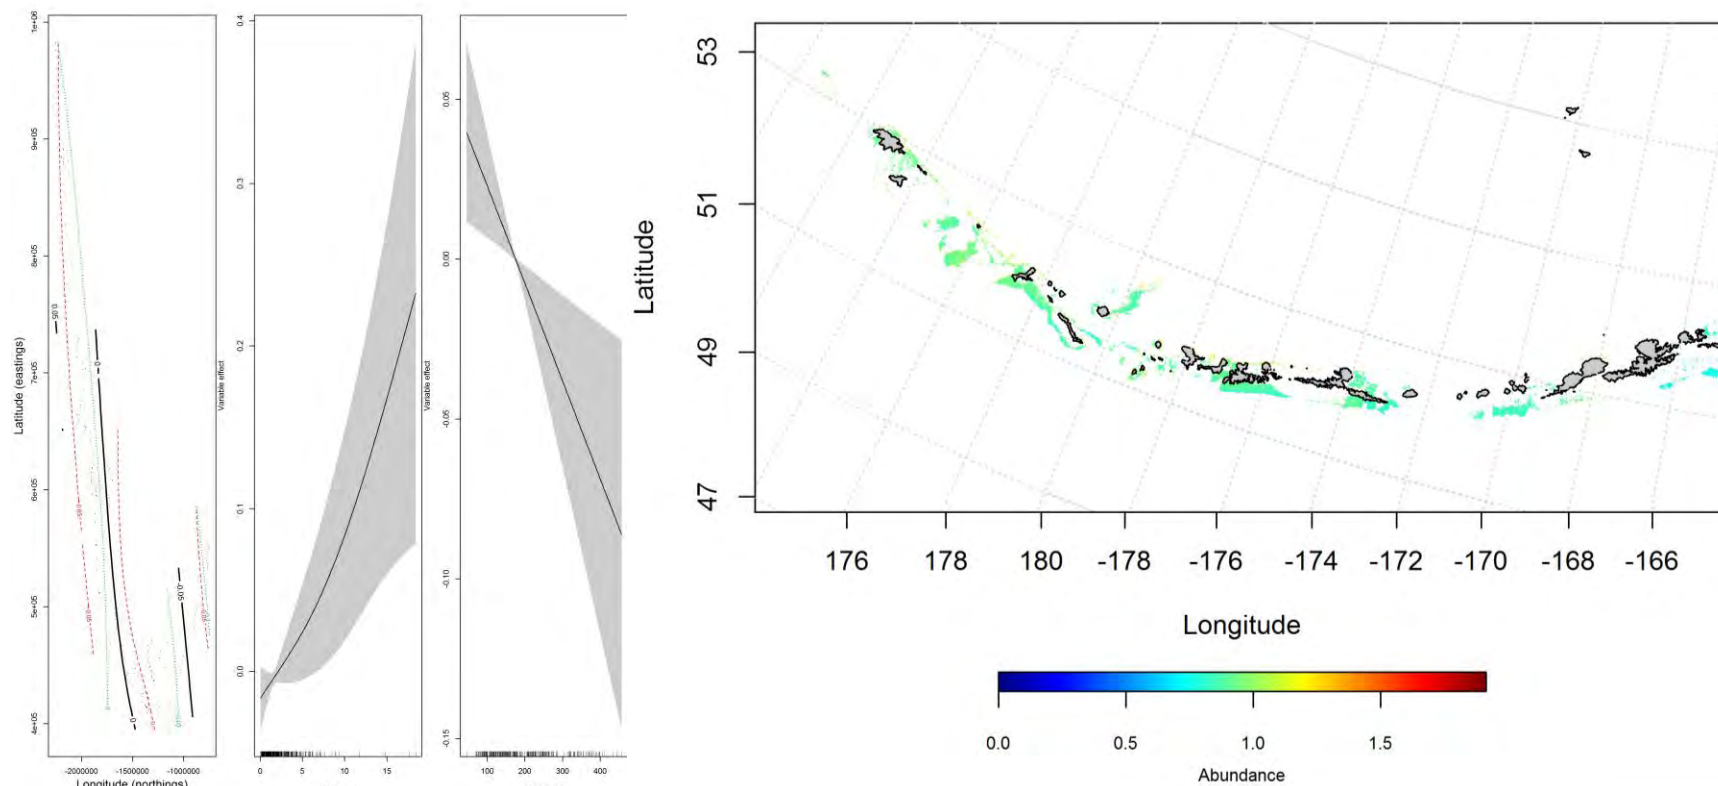 1e+06
9e+05
8e+05
7e+05
6e+05
5e+05
4e+05
Latitude (eastings)
-2000000 -1500000 -1000000
Longitude (northings)
0
0
-0.05
0.4
0.3
0.2
0.1
0.0
Variable effect
0 5 10 15
0.05
0.00
-0.05
-0.10
-0.15
Variable effect
100 200 300 400
53
51
49
47
Latitude
176 178 180 -178 -176 -174 -172 -170 -168 -166
Longitude
0.0 0.5 1.0 1.5
Abundance